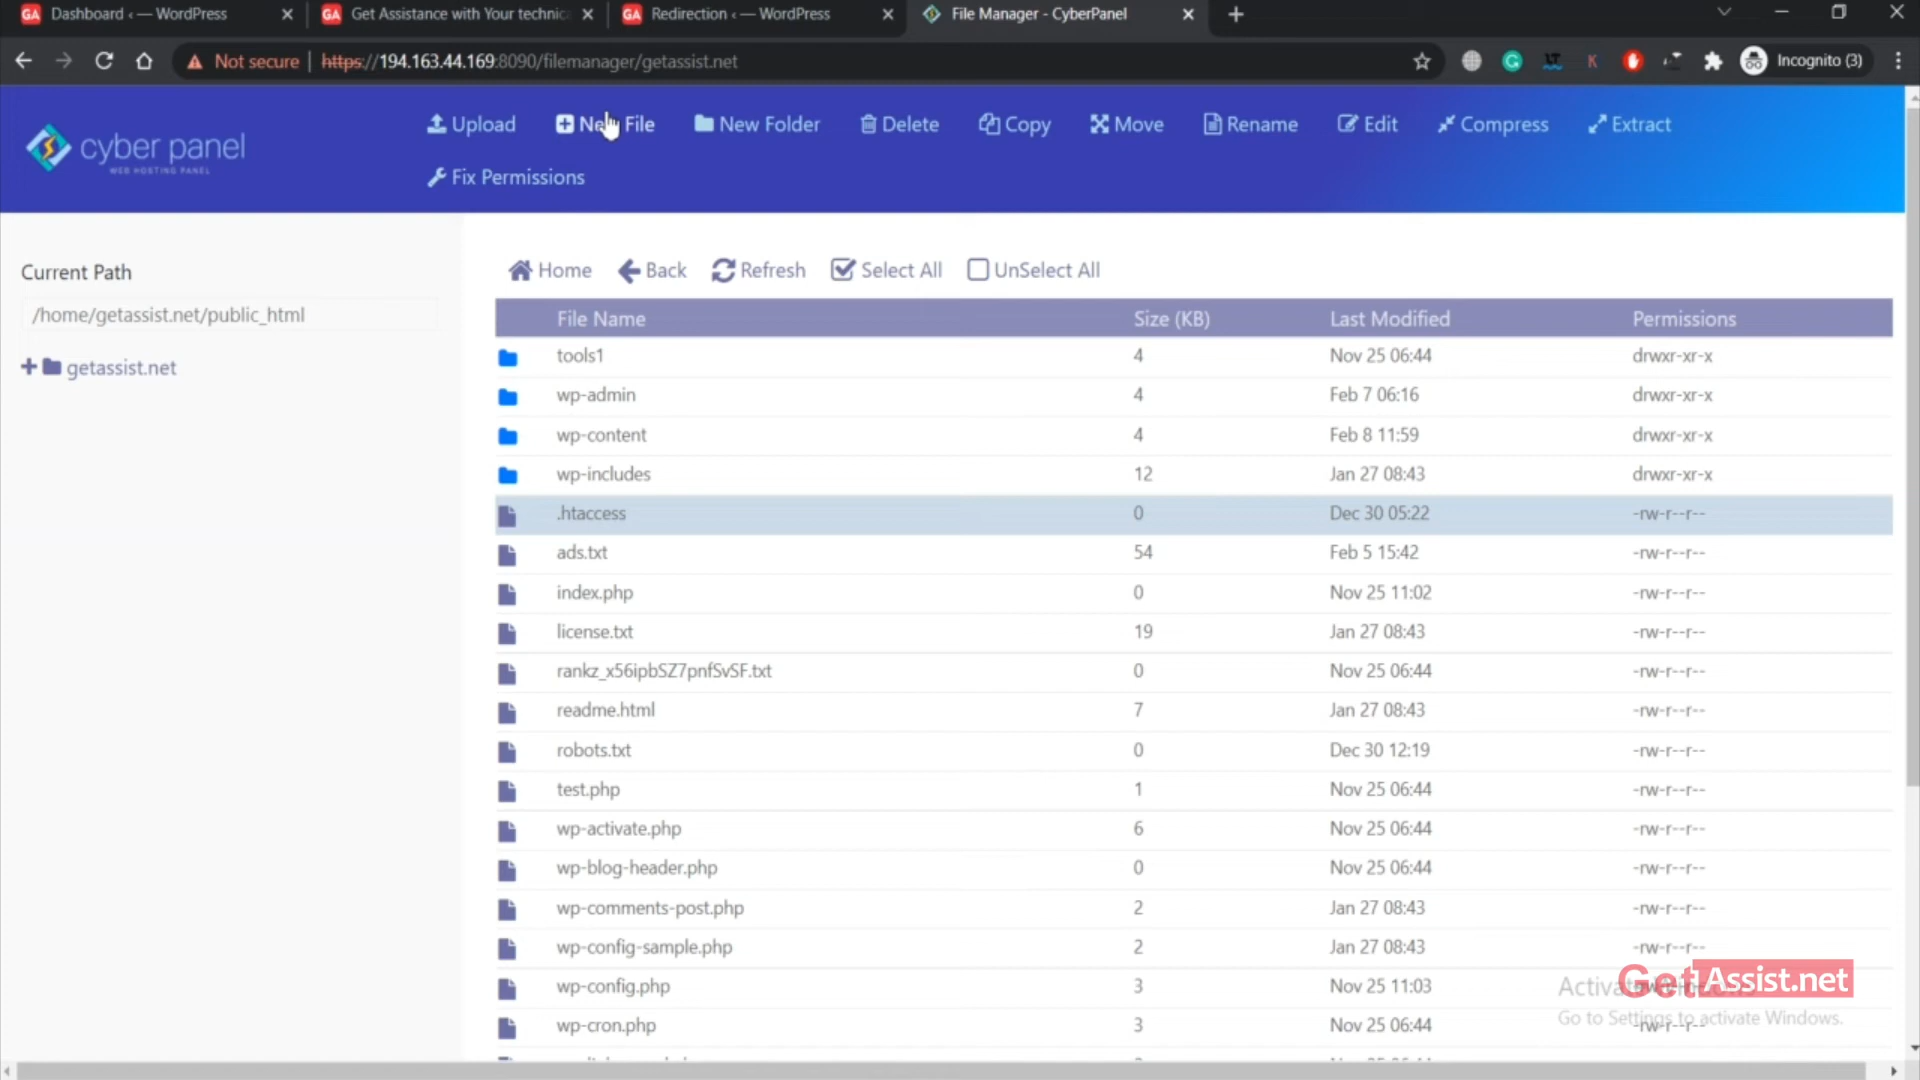 Dashboard ‹ — WordPress
Get Assistance with Your technic
Redirection ‹ — WordPress
File Manager - CyberPanel
Not secure
https://194.163.44.169:8090/filemanager/getassist.net
Incognito (3)
cyber panel
WEB HOSTING PANEL
Upload
New File
New Folder
Delete
Copy
Move
Rename
Edit
Compress
Extract
Fix Permissions
Current Path
/home/getassist.net/public_html
getassist.net
Home
Back
Refresh
Select All
UnSelect All
File Name Size (KB) Last Modified Permissions
tools1 4 Nov 25 06:44 drwxr-xr-x
wp-admin 4 Feb 7 06:16 drwxr-xr-x
wp-content 4 Feb 8 11:59 drwxr-xr-x
wp-includes 12 Jan 27 08:43 drwxr-xr-x
.htaccess 0 Dec 30 05:22 -rw-r--r--
ads.txt 54 Feb 5 15:42 -rw-r--r--
index.php 0 Nov 25 11:02 -rw-r--r--
license.txt 19 Jan 27 08:43 -rw-r--r--
rankz_x56ipbSZ7pnfSvSF.txt 0 Nov 25 06:44 -rw-r--r--
readme.html 7 Jan 27 08:43 -rw-r--r--
robots.txt 0 Dec 30 12:19 -rw-r--r--
test.php 1 Nov 25 06:44 -rw-r--r--
wp-activate.php 6 Nov 25 06:44 -rw-r--r--
wp-blog-header.php 0 Nov 25 06:44 -rw-r--r--
wp-comments-post.php 2 Jan 27 08:43 -rw-r--r--
wp-config-sample.php 2 Jan 27 08:43 -rw-r--r--
wp-config.php 3 Nov 25 11:03
wp-cron.php 3 Nov 25 06:44 -rw-r--r--
GetAssist.net
Go to Settings to activate Windows.